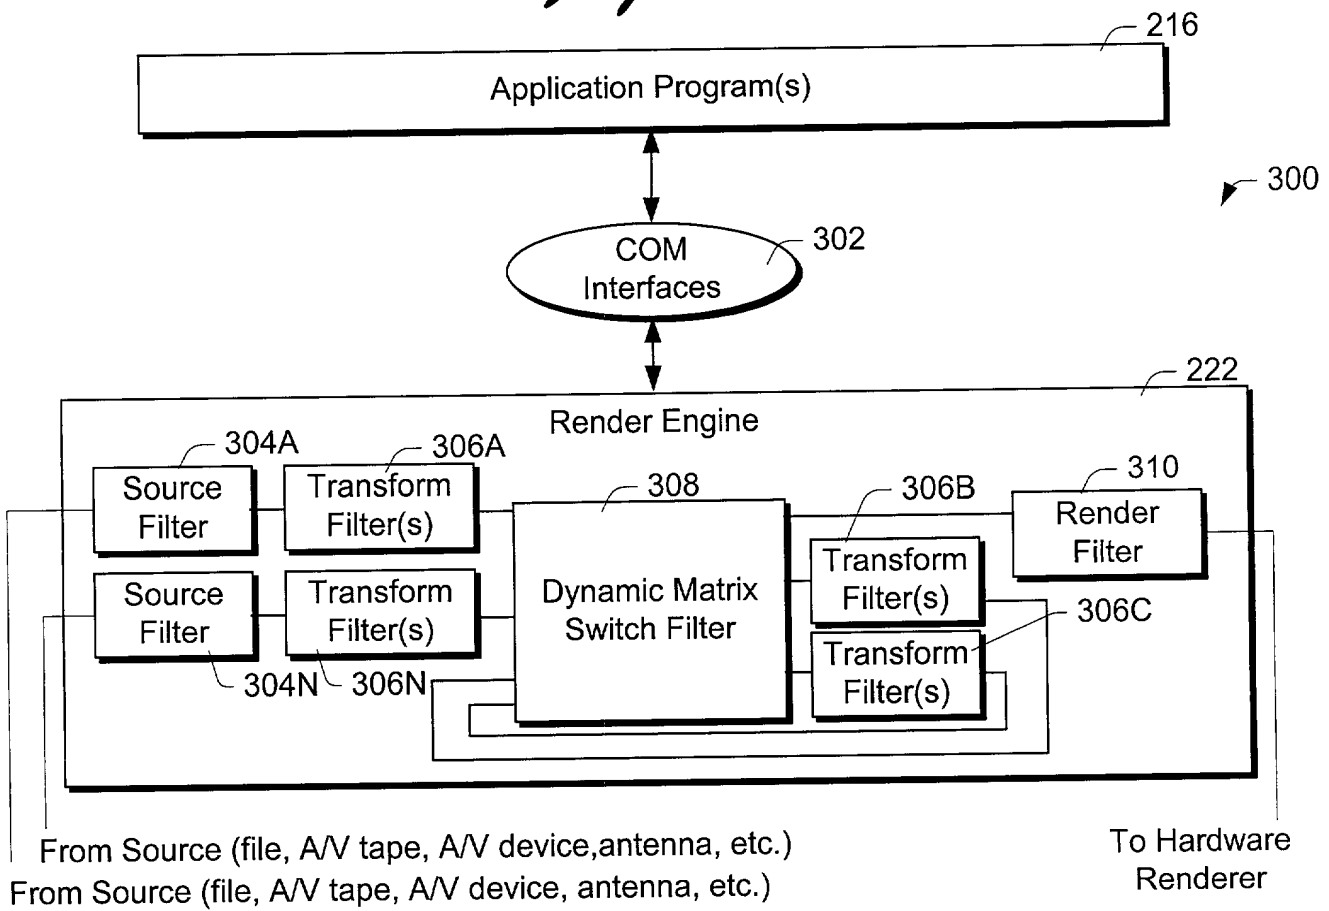 216
Application Program(s)
300
COM
Interfaces
302
222
Render Engine
304A
306A
308
306B
310
Source
Filter
Transform
Filter(s)
Render
Filter
Source
Filter
Transform
Filter(s)
Dynamic Matrix
Switch Filter
Transform
Filter(s)
306C
Transform
Filter(s)
304N
306N
From Source (file, A/V tape, A/V device,antenna, etc.)
From Source (file, A/V tape, A/V device, antenna, etc.)
To Hardware
Renderer